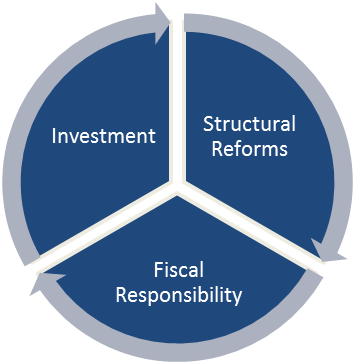 Investment
Structural
Reforms
Fiscal
Responsibility